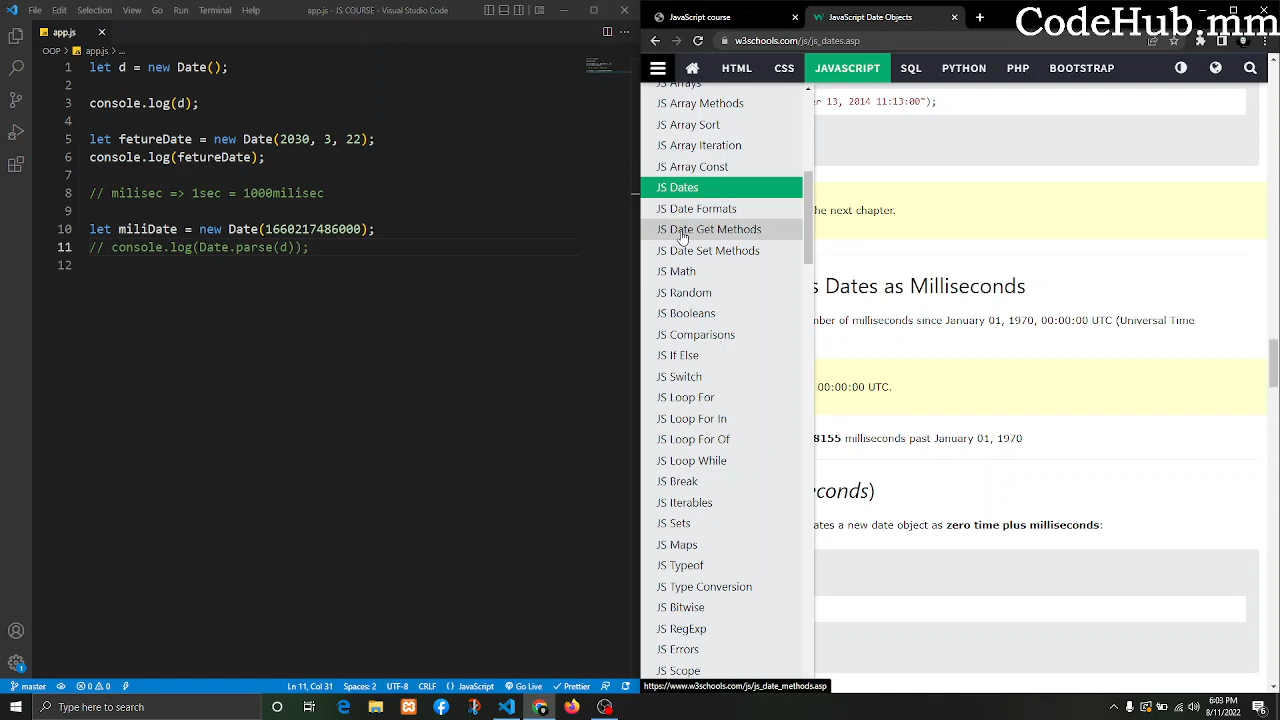 File Edit Selection View Go Run Terminal Help
app.js - JS COURSE - Visual Studio Code
app.js
OOP > app.js > ...
1 let d = new Date();
2
3 console.log(d);
4
5 let fetureDate = new Date(2030, 3, 22);
6 console.log(fetureDate);
7
8 // milisec => 1sec = 1000milisec
9
10 let miliDate = new Date(1660217486000);
11 // console.log(Date.parse(d));
12
master
0 0
Ln 11, Col 31 Spaces: 2 UTF-8 CRLF JavaScript Go Live Prettier
JavaScript course
JavaScript Date Objects
CodeHub.mm
w3schools.com/js/js_dates.asp
HTML CSS JAVASCRIPT SQL PYTHON PHP BOOTSTRAP
JS Arrays
JS Array Methods
JS Array Sort
JS Array Iteration
JS Array Const
JS Dates
JS Date Formats
JS Date Get Methods
JS Date Set Methods
JS Math
JS Random
JS Booleans
JS Comparisons
JS If Else
JS Switch
JS Loop For
JS Loop For In
JS Loop For Of
JS Loop While
JS Break
JS Iterables
JS Sets
JS Maps
JS Typeof
JS Type Conversion
JS Bitwise
JS RegExp
JS Errors
JS Scope
er 13, 2014 11:13:00");
the next chapter.
s Dates as Milliseconds
mber of milliseconds since January 01, 1970, 00:00:00 UTC (Universal Time
00:00:00 UTC.
8155 milliseconds past January 01, 1970
econds)
ates a new date object as zero time plus milliseconds:
https://www.w3schools.com/js/js_date_methods.asp
Type here to search
6:03 PM
8/11/2022